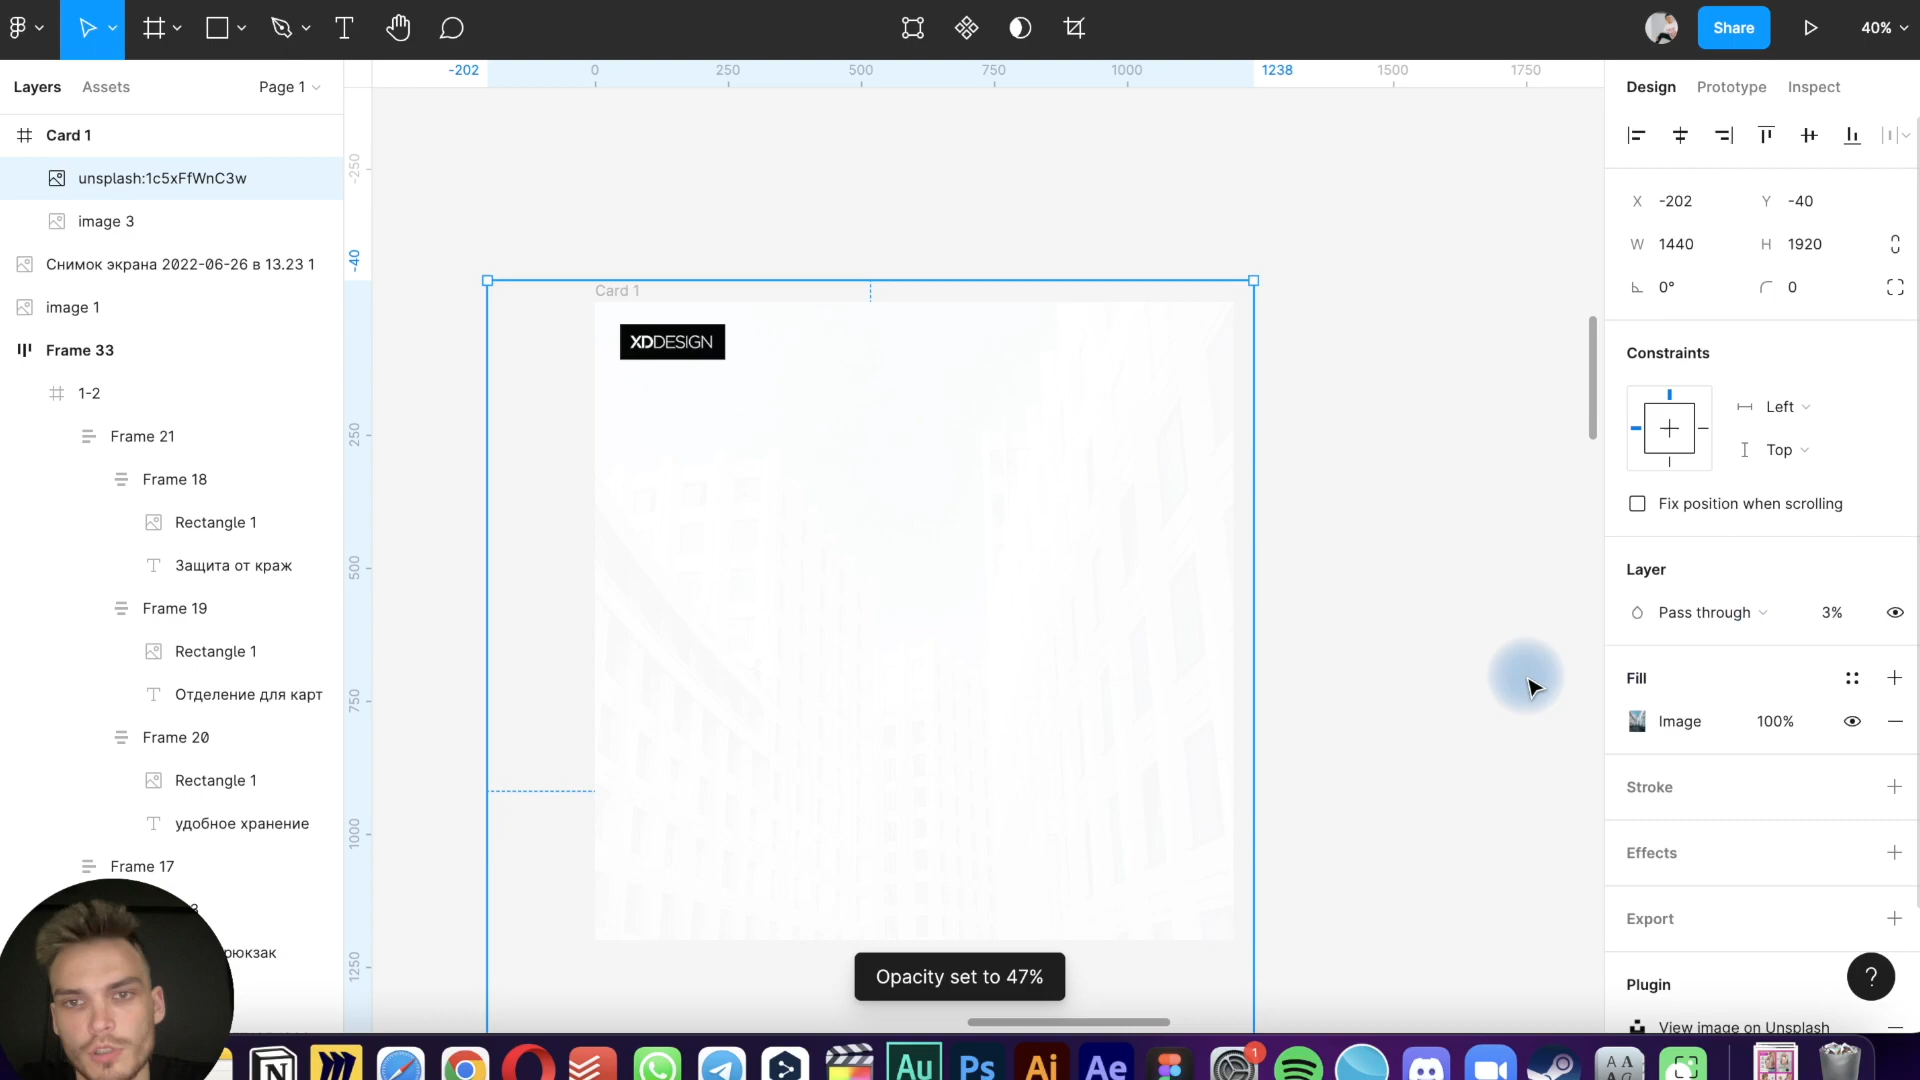 Share
40%
Layers
Assets
Page 1
Card 1
unsplash:1c5xFfWnC3w
image 3
Снимок экрана 2022-06-26 в 13.23 1
image 1
Frame 33
1-2
Frame 21
Frame 18
Rectangle 1
Защита от краж
Frame 19
Rectangle 1
Отделение для карт
Frame 20
Rectangle 1
удобное хранение
Frame 17
3
рюкзак
-202
0
250
500
750
1000
1238
1500
1750
-250
-40
250
500
750
1000
1250
Card 1
XDDESIGN
Opacity set to 47%
Design
Prototype
Inspect
X -202
Y -40
W 1440
H 1920
0°
0
Constraints
Left
Top
Fix position when scrolling
Layer
Pass through
3%
Fill
Image
100%
Stroke
Effects
Export
Plugin
?
View image on Unsplash
Au
Ps
Ai
Ae
1